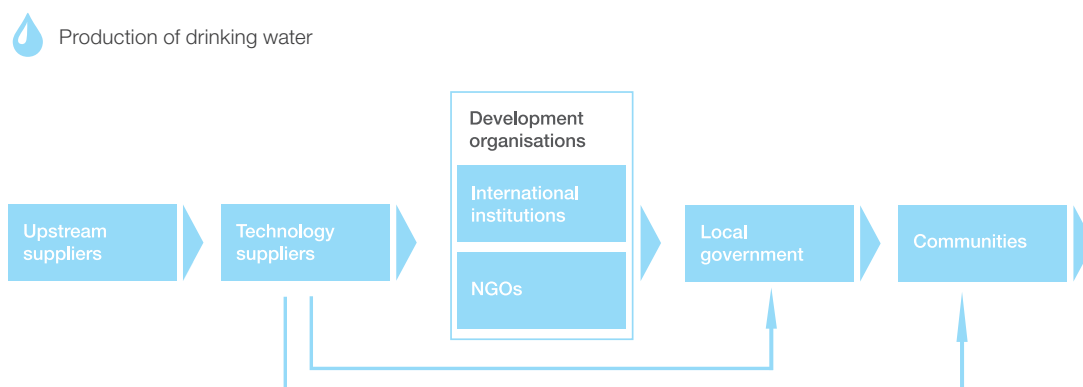 Production of drinking water
Development
organisations
International
institutions
NGOs
Upstream
suppliers
Technology
suppliers
Local
government
Communities